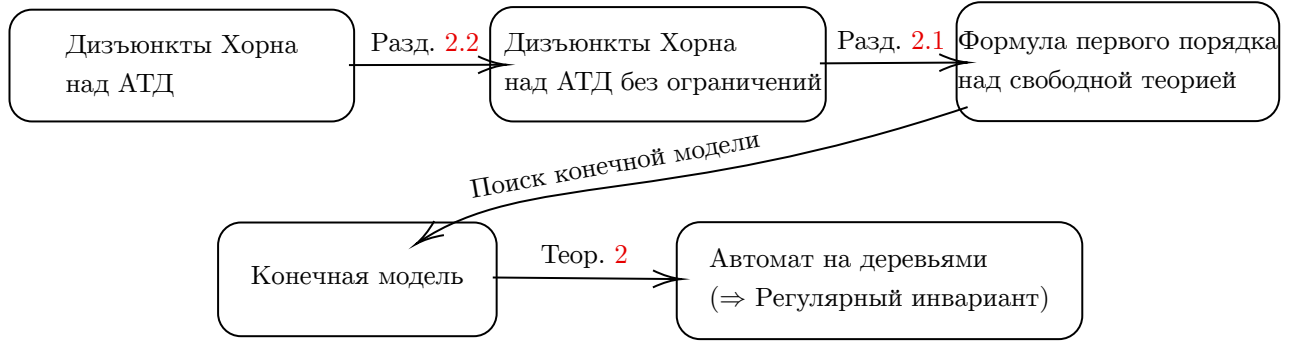 Дизъюнкты Хорна
над АТД
Разд. 2.2
Дизъюнкты Хорна
над АТД без ограничений
Разд. 2.1
Формула первого порядка
над свободной теорией
Поиск конечной модели
Конечная модель
Теор. 2
Автомат на деревьями
(⇒ Регулярный инвариант)